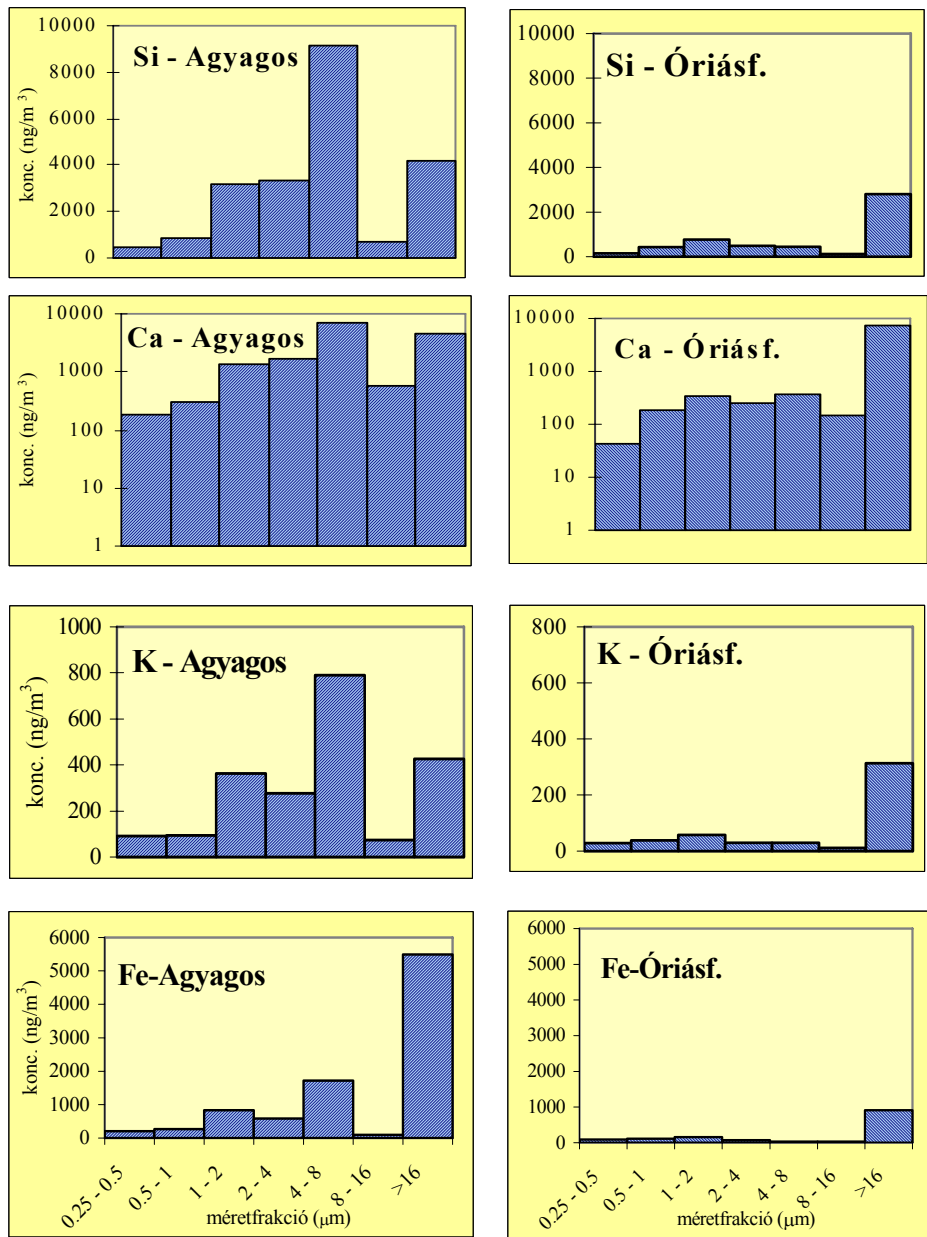 Si - Agyagos
konc. (ng/m³)
10000
8000
6000
4000
2000
0
Si - Óriásf.
10000
8000
6000
4000
2000
0
Ca - Agyagos
konc. (ng/m³)
10000
1000
100
10
1
Ca - Óriásf.
10000
1000
100
10
1
K - Agyagos
konc. (ng/m³)
1000
800
600
400
200
0
K - Óriásf.
800
600
400
200
0
Fe-Agyagos
konc. (ng/m³)
6000
5000
4000
3000
2000
1000
0
0.25 - 0.5
0.5 - 1
1 - 2
2 - 4
4 - 8
8 - 16
>16
méretfrakció (μm)
Fe-Óriásf.
6000
5000
4000
3000
2000
1000
0
0.25 - 0.5
0.5 - 1
1 - 2
2 - 4
4 - 8
8 - 16
>16
méretfrakció (μm)